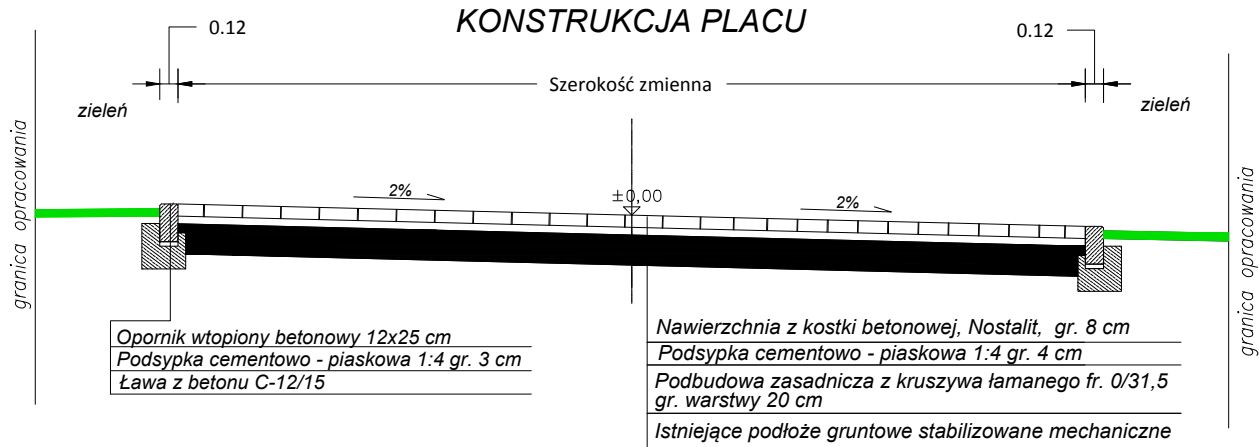 KONSTRUKCJA PLACU
0.12
0.12
Szerokość zmienna
zieleń
zieleń
granica opracowania
granica opracowania
2%
±0,00
2%
Opornik wtopiony betonowy 12x25 cm
Podsypka cementowo - piaskowa 1:4 gr. 3 cm
Ława z betonu C-12/15
Nawierzchnia z kostki betonowej, Nostalit, gr. 8 cm
Podsypka cementowo - piaskowa 1:4 gr. 4 cm
Podbudowa zasadnicza z kruszywa łamanego fr. 0/31,5
gr. warstwy 20 cm
Istniejące podłoże gruntowe stabilizowane mechaniczne